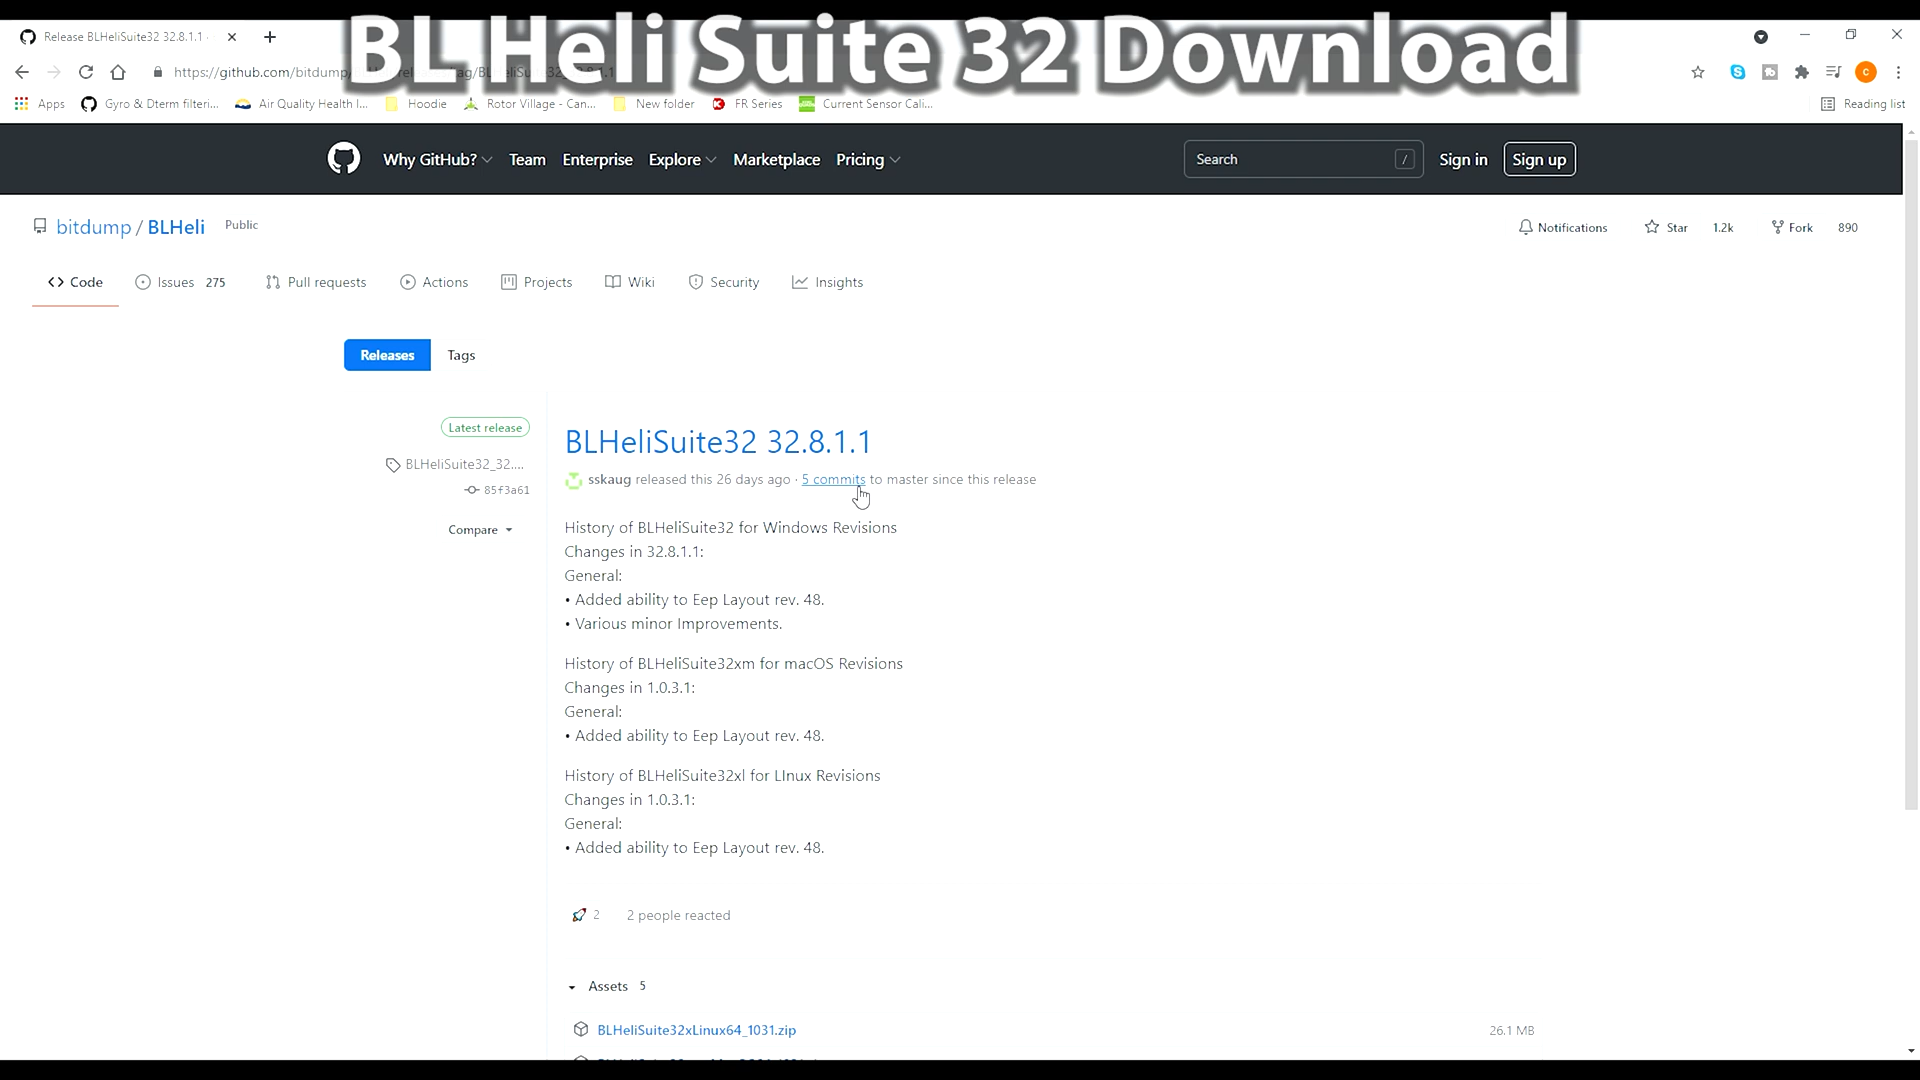 BL Heli Suite 32 Download
Release BLHeliSuite32 32.8.1.1 ·
https://github.com/bitdump/
Apps
Gyro & Dterm filteri...
Air Quality Health I...
Hoodie
Rotor Village - Can...
New folder
FR Series
Current Sensor Cali...
Reading list
Why GitHub?
Team
Enterprise
Explore
Marketplace
Pricing
Search
/
Sign in
Sign up
bitdump / BLHeli
Public
Notifications
Star
1.2k
Fork
890
Code
Issues 275
Pull requests
Actions
Projects
Wiki
Security
Insights
Releases
Tags
Latest release
BLHeliSuite32_32....
85f3a61
Compare
BLHeliSuite32 32.8.1.1
sskaug released this 26 days ago · 5 commits to master since this release
History of BLHeliSuite32 for Windows Revisions
Changes in 32.8.1.1:
General:
• Added ability to Eep Layout rev. 48.
• Various minor Improvements.
History of BLHeliSuite32xm for macOS Revisions
Changes in 1.0.3.1:
General:
• Added ability to Eep Layout rev. 48.
History of BLHeliSuite32xl for LInux Revisions
Changes in 1.0.3.1:
General:
• Added ability to Eep Layout rev. 48.
2
2 people reacted
Assets 5
BLHeliSuite32xLinux64_1031.zip
26.1 MB